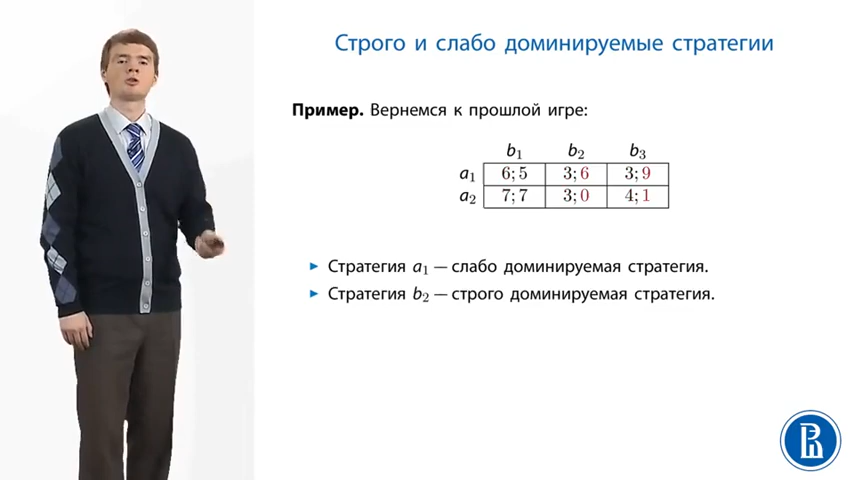 Строго и слабо доминируемые стратегии
Пример. Вернемся к прошлой игре:
b₁ b₂ b₃
a₁ 6; 5 3; 6 3; 9
a₂ 7; 7 3; 0 4; 1
Стратегия a₁ — слабо доминируемая стратегия.
Стратегия b₂ — строго доминируемая стратегия.